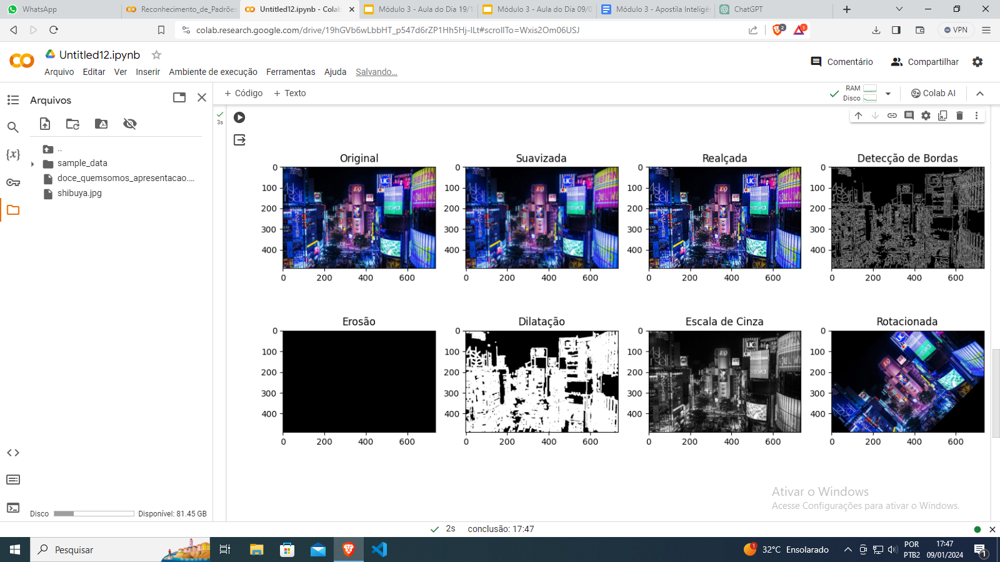 WhatsApp
Reconhecimento_de_Padrões
Untitled12.ipynb - Colab
Módulo 3 - Aula do Dia 19/1
Módulo 3 - Aula do Dia 09/0
Módulo 3 - Apostila Inteligên
ChatGPT
colab.research.google.com/drive/19hGVb6wLbbHT_p547d6rZP1Hh5Hj-lLt#scrollTo=Wxis2Om06USJ
2
1
VPN
Untitled12.ipynb
Arquivo Editar Ver Inserir Ambiente de execução Ferramentas Ajuda Salvando…
Comentário
Compartilhar
Arquivos
+ Código + Texto
RAM
Disco
Colab AI
3s
{x}
..
sample_data
doce_quemsomos_apresentacao....
shibuya.jpg
Original Suavizada Realçada Detecção de Bordas
0 0 0 0
100 100 100 100
200 200 200 200
300 300 300 300
400 400 400 400
0 200 400 600 0 200 400 600 0 200 400 600 0 200 400 600
Erosão Dilatação Escala de Cinza Rotacionada
0 0 0 0
100 100 100 100
200 200 200 200
300 300 300 300
400 400 400 400
0 200 400 600 0 200 400 600 0 200 400 600 0 200 400 600
UC
Ativar o Windows
Acesse Configurações para ativar o Windows.
Disco Disponível: 81.45 GB
2s conclusão: 17:47
Pesquisar
1
32°C Ensolarado
POR
PTB2
17:47
09/01/2024
1